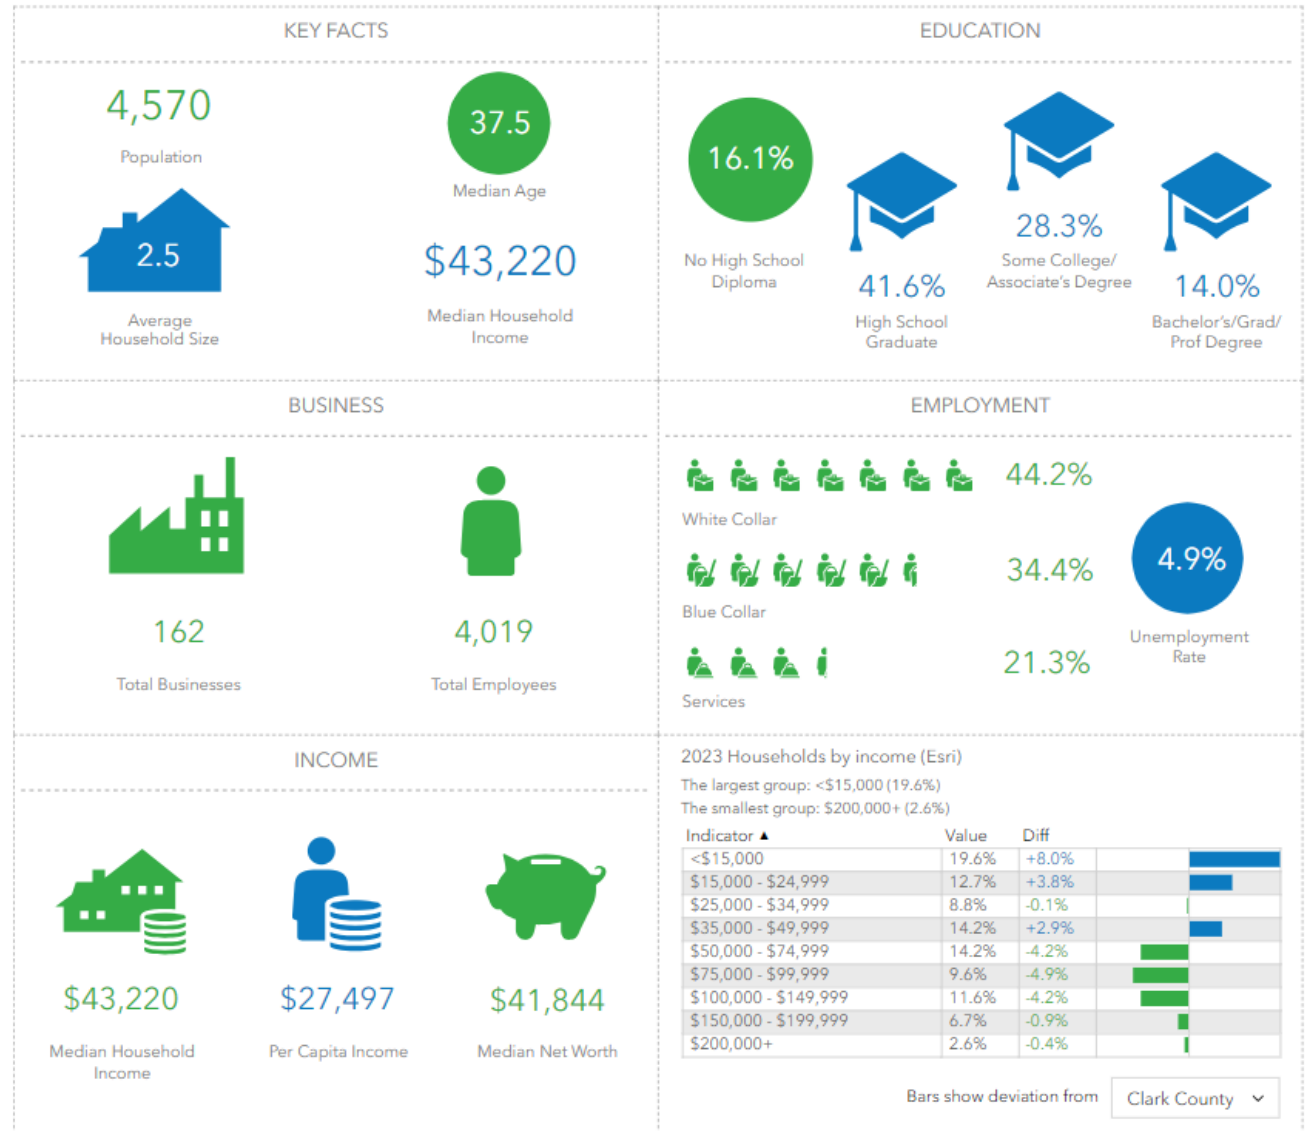 KEY FACTS
4,570
Population
37.5
Median Age
2.5
Average
Household Size
$43,220
Median Household
Income
EDUCATION
16.1%
No High School
Diploma
41.6%
High School
Graduate
28.3%
Some College/
Associate's Degree
14.0%
Bachelor's/Grad/
Prof Degree
BUSINESS
162
Total Businesses
4,019
Total Employees
EMPLOYMENT
44.2%
White Collar
34.4%
Blue Collar
21.3%
Services
4.9%
Unemployment
Rate
INCOME
$43,220
Median Household
Income
$27,497
Per Capita Income
$41,844
Median Net Worth
2023 Households by income (Esri)
The largest group: <$15,000 (19.6%)
The smallest group: $200,000+ (2.6%)
Indicator ▲ Value Diff
<$15,000 19.6% +8.0%
$15,000 - $24,999 12.7% +3.8%
$25,000 - $34,999 8.8% -0.1%
$35,000 - $49,999 14.2% +2.9%
$50,000 - $74,999 14.2% -4.2%
$75,000 - $99,999 9.6% -4.9%
$100,000 - $149,999 11.6% -4.2%
$150,000 - $199,999 6.7% -0.9%
$200,000+ 2.6% -0.4%
Bars show deviation from Clark County